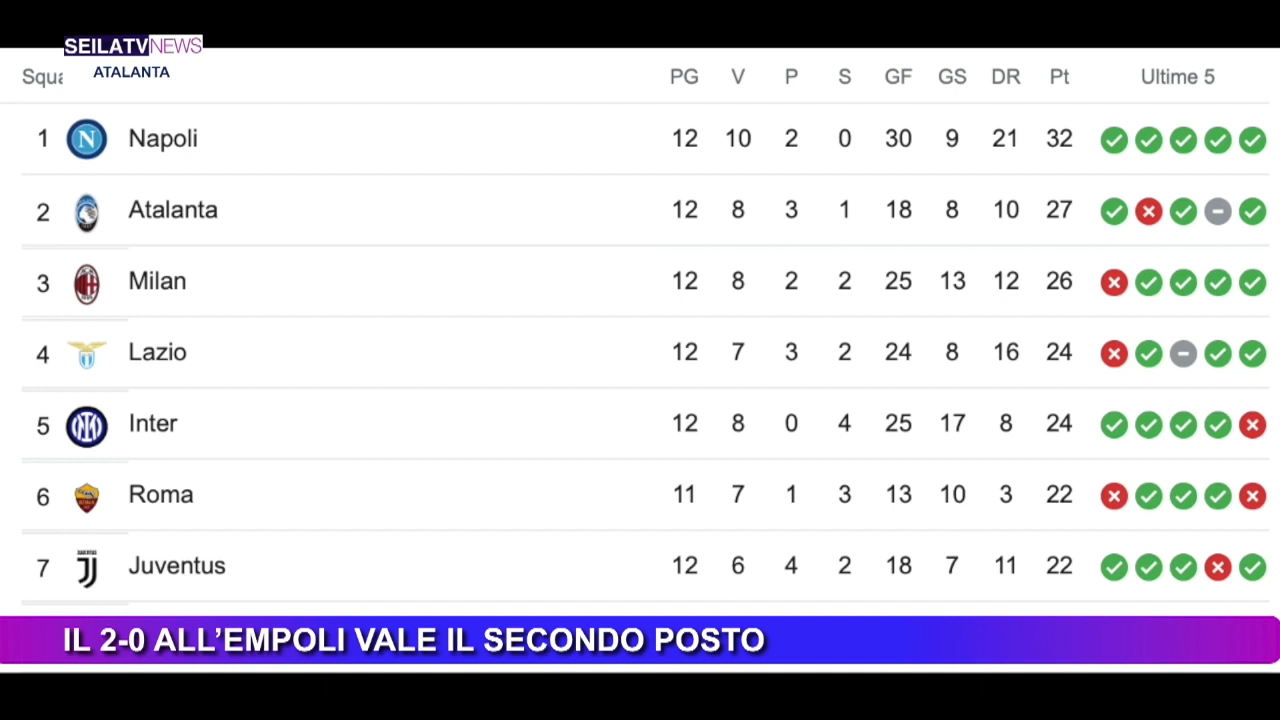 SEILATVNEWS
ATALANTA
Squa PG V P S GF GS DR Pt Ultime 5
1 Napoli 12 10 2 0 30 9 21 32
2 Atalanta 12 8 3 1 18 8 10 27
3 Milan 12 8 2 2 25 13 12 26
4 Lazio 12 7 3 2 24 8 16 24
5 Inter 12 8 0 4 25 17 8 24
6 Roma 11 7 1 3 13 10 3 22
7 Juventus 12 6 4 2 18 7 11 22
IL 2-0 ALL’EMPOLI VALE IL SECONDO POSTO